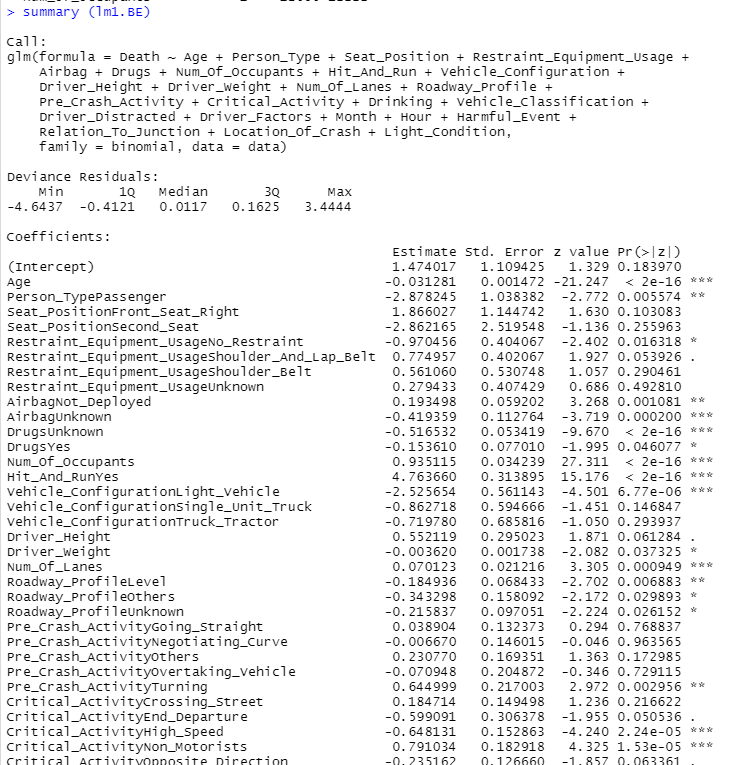 > summary (lm1.BE)
Call:
glm(formula = Death ~ Age + Person_Type + Seat_Position + Restraint_Equipment_Usage +
    Airbag + Drugs + Num_Of_Occupants + Hit_And_Run + Vehicle_Configuration +
    Driver_Height + Driver_Weight + Num_Of_Lanes + Roadway_Profile +
    Pre_Crash_Activity + Critical_Activity + Drinking + Vehicle_Classification +
    Driver_Distracted + Driver_Factors + Month + Hour + Harmful_Event +
    Relation_To_Junction + Location_Of_Crash + Light_Condition,
    family = binomial, data = data)
Deviance Residuals:
    Min      1Q  Median      3Q     Max
-4.6437 -0.4121  0.0117  0.1625  3.4444
Coefficients:
Estimate Std. Error z value Pr(>|z|)
(Intercept) 1.474017 1.109425 1.329 0.183970
Age -0.031281 0.001472 -21.247 < 2e-16 ***
Person_TypePassenger -2.878245 1.038382 -2.772 0.005574 **
Seat_PositionFront_Seat_Right 1.866027 1.144742 1.630 0.103083
Seat_PositionSecond_Seat -2.862165 2.519548 -1.136 0.255963
Restraint_Equipment_UsageNo_Restraint -0.970456 0.404067 -2.402 0.016318 *
Restraint_Equipment_UsageShoulder_And_Lap_Belt 0.774957 0.402067 1.927 0.053926 .
Restraint_Equipment_UsageShoulder_Belt 0.561060 0.530748 1.057 0.290461
Restraint_Equipment_UsageUnknown 0.279433 0.407429 0.686 0.492810
AirbagNot_Deployed 0.193498 0.059202 3.268 0.001081 **
AirbagUnknown -0.419359 0.112764 -3.719 0.000200 ***
DrugsUnknown -0.516532 0.053419 -9.670 < 2e-16 ***
DrugsYes -0.153610 0.077010 -1.995 0.046077 *
Num_Of_Occupants 0.935115 0.034239 27.311 < 2e-16 ***
Hit_And_RunYes 4.763660 0.313895 15.176 < 2e-16 ***
Vehicle_ConfigurationLight_Vehicle -2.525654 0.561143 -4.501 6.77e-06 ***
Vehicle_ConfigurationSingle_Unit_Truck -0.862718 0.594666 -1.451 0.146847
Vehicle_ConfigurationTruck_Tractor -0.719780 0.685816 -1.050 0.293937
Driver_Height 0.552119 0.295023 1.871 0.061284 .
Driver_Weight -0.003620 0.001738 -2.082 0.037325 *
Num_Of_Lanes 0.070123 0.021216 3.305 0.000949 ***
Roadway_ProfileLevel -0.184936 0.068433 -2.702 0.006883 **
Roadway_ProfileOthers -0.343298 0.158092 -2.172 0.029893 *
Roadway_ProfileUnknown -0.215837 0.097051 -2.224 0.026152 *
Pre_Crash_ActivityGoing_Straight 0.038904 0.132373 0.294 0.768837
Pre_Crash_ActivityNegotiating_Curve -0.006670 0.146015 -0.046 0.963565
Pre_Crash_ActivityOthers 0.230770 0.169351 1.363 0.172985
Pre_Crash_ActivityOvertaking_Vehicle -0.070948 0.204872 -0.346 0.729115
Pre_Crash_ActivityTurning 0.644999 0.217003 2.972 0.002956 **
Critical_ActivityCrossing_Street 0.184714 0.149498 1.236 0.216622
Critical_ActivityEnd_Departure -0.599091 0.306378 -1.955 0.050536 .
Critical_ActivityHigh_Speed -0.648131 0.152863 -4.240 2.24e-05 ***
Critical_ActivityNon_Motorists 0.791034 0.182918 4.325 1.53e-05 ***
Critical_ActivityOpposite_Direction -0.235162 0.126660 -1.857 0.063361 .